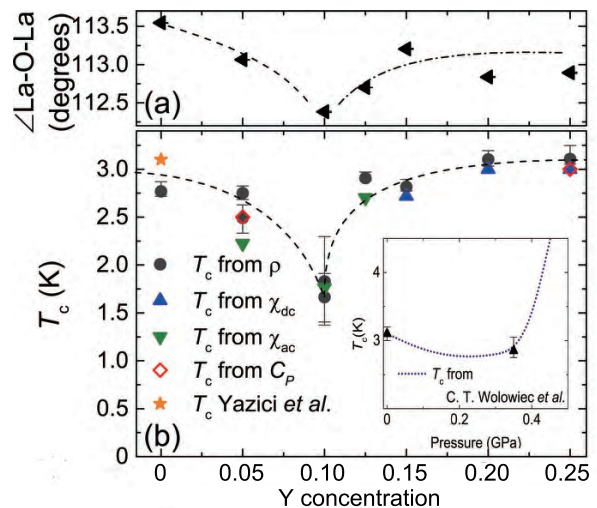 ∠La-O-La
(degrees)
113.5
113.0
112.5
(a)
3.0
2.5
2.0
1.5
1.0
0.5
0
T_c (K)
T_c from ρ
T_c from χ_dc
T_c from χ_ac
T_c from C_P
T_c Yazici et al.
(b)
4
3
T_c(K)
T_c from
C. T. Wolowiec et al.
0.0 0.2 0.4
Pressure (GPa)
0 0.05 0.10 0.15 0.20 0.25
Y concentration